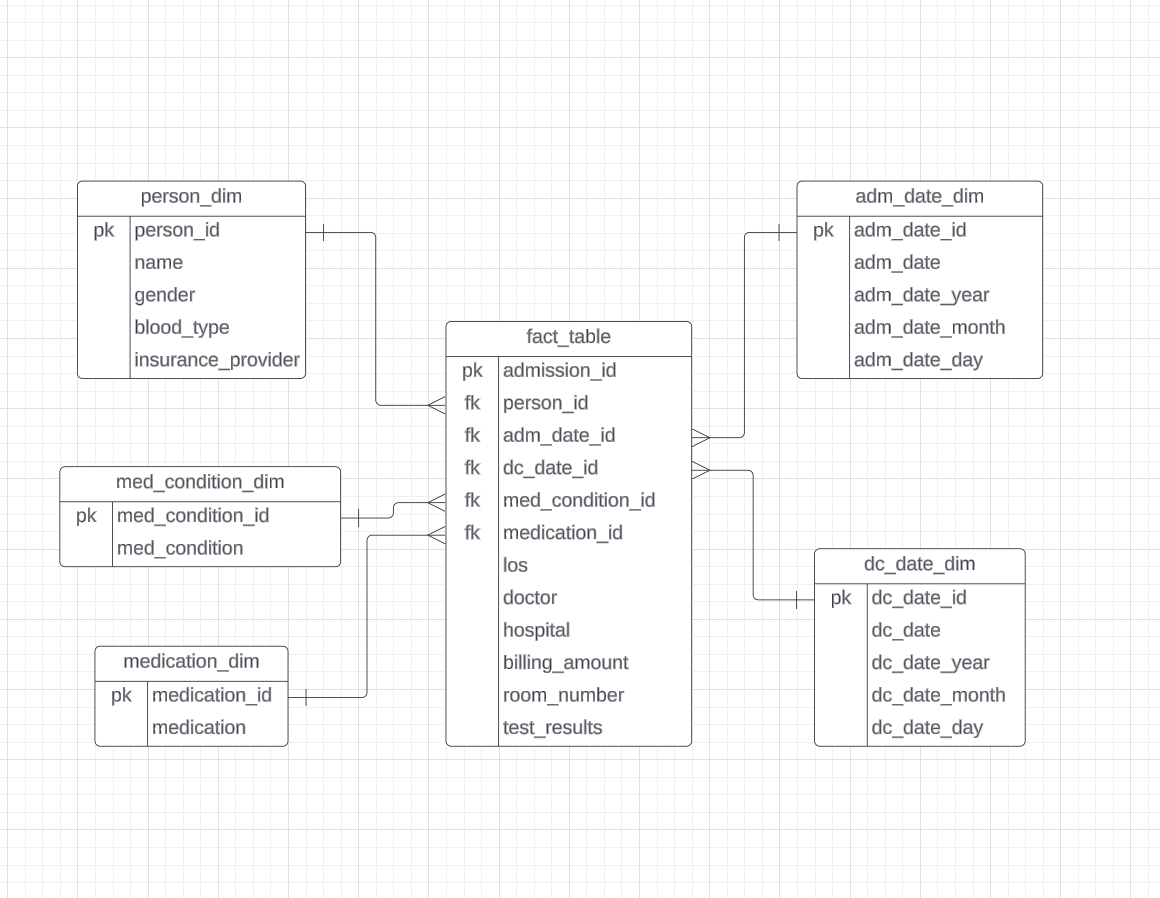 person_dim
pk person_id
name
gender
blood_type
insurance_provider
med_condition_dim
pk med_condition_id
med_condition
medication_dim
pk medication_id
medication
fact_table
pk admission_id
fk person_id
fk adm_date_id
fk dc_date_id
fk med_condition_id
fk medication_id
los
doctor
hospital
billing_amount
room_number
test_results
adm_date_dim
pk adm_date_id
adm_date
adm_date_year
adm_date_month
adm_date_day
dc_date_dim
pk dc_date_id
dc_date
dc_date_year
dc_date_month
dc_date_day